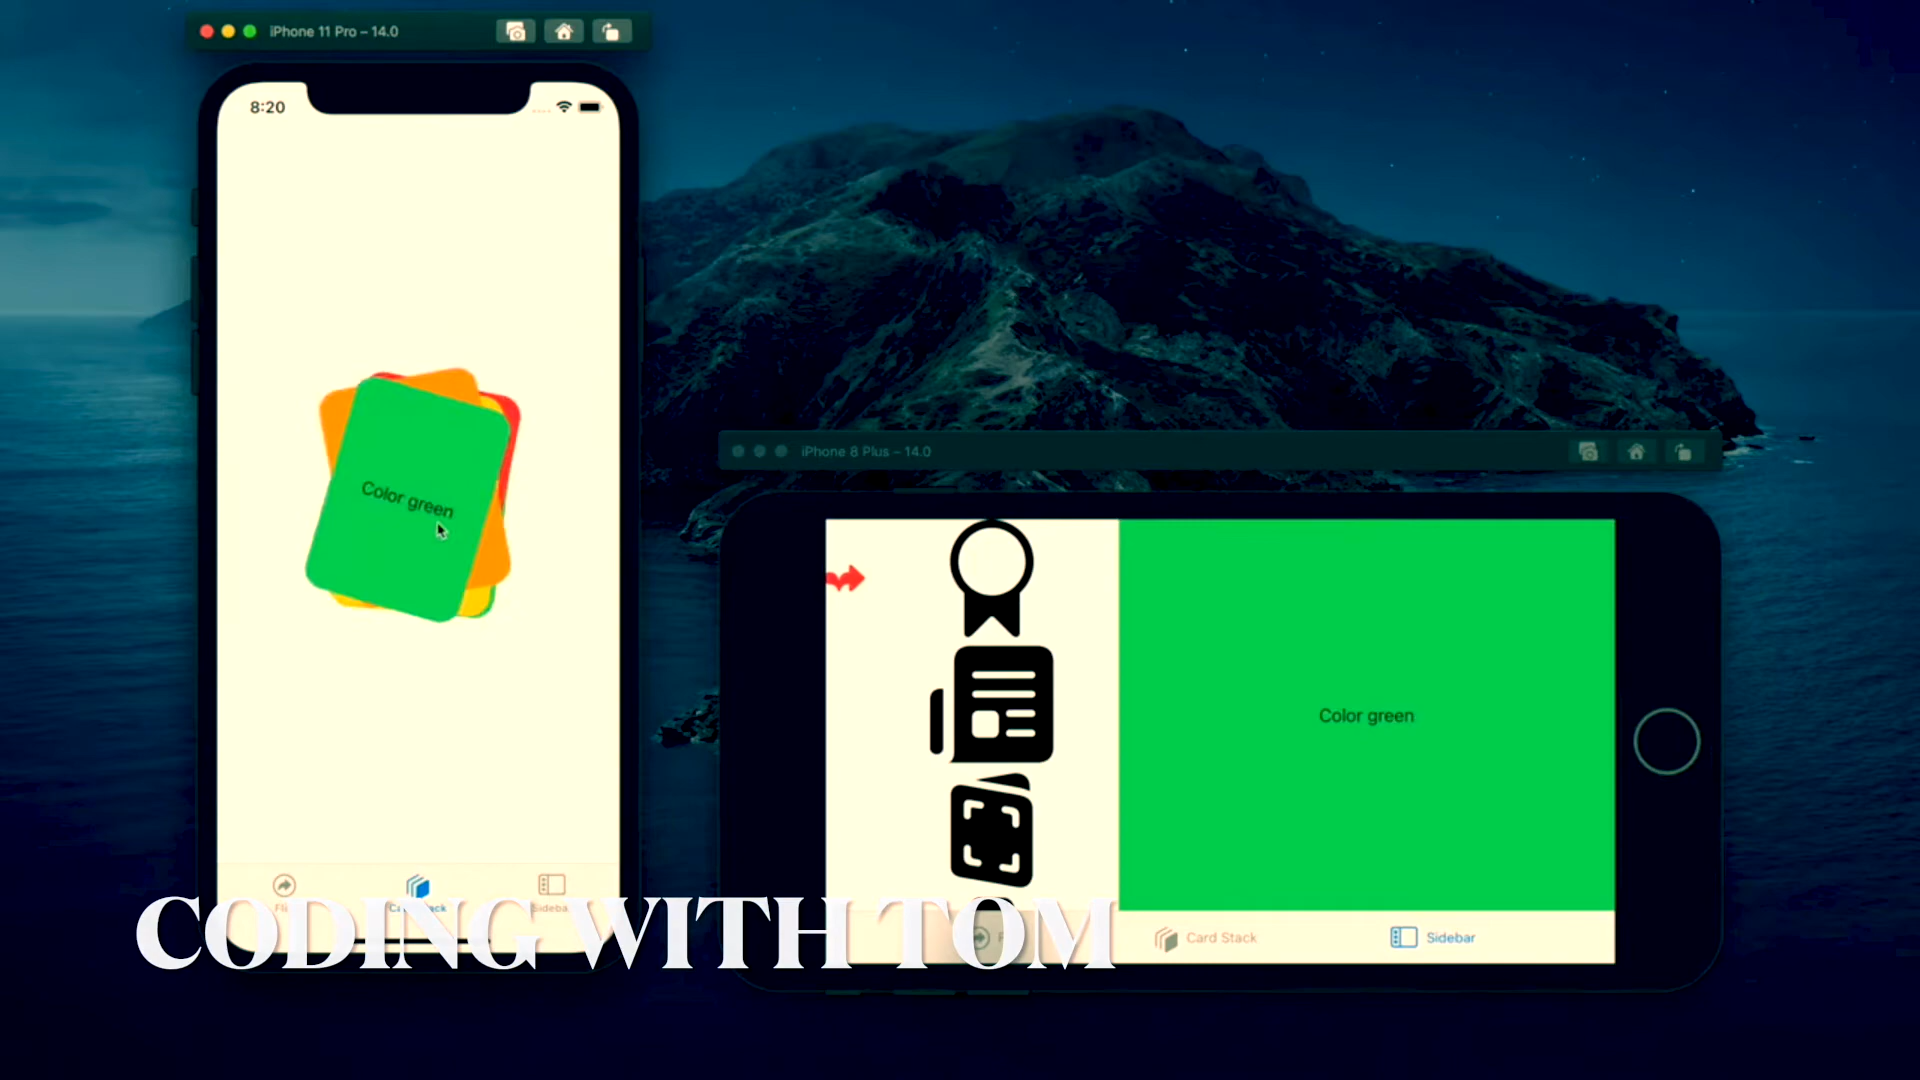 iPhone 11 Pro – 14.0
8:20
Color green
iPhone 8 Plus – 14.0
Color green
Card Stack
Sidebar
CODING WITH TOM